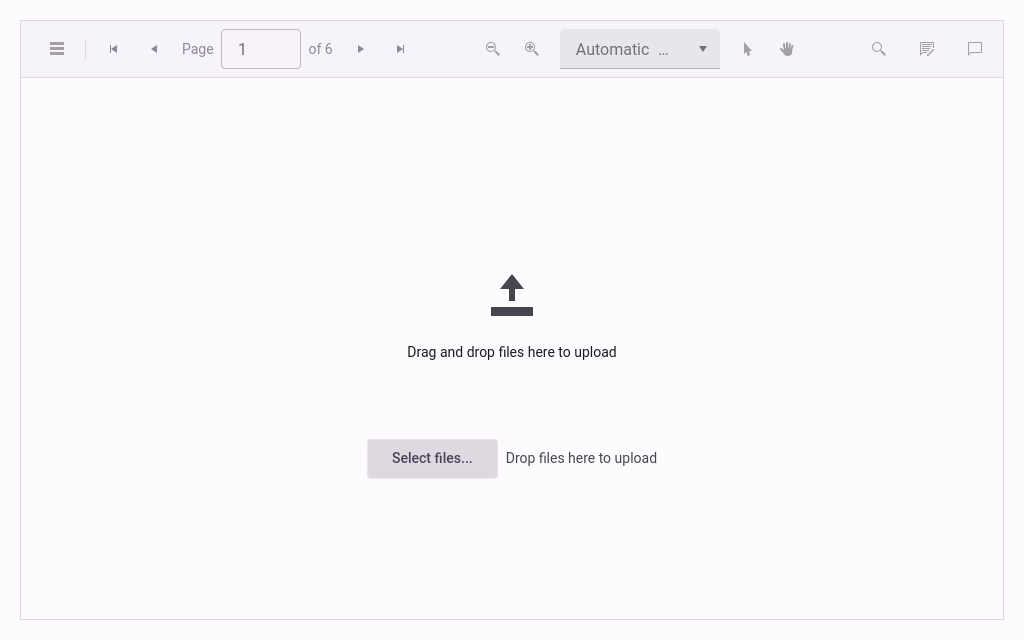 Page 1 of 6 Automatic ...
Drag and drop files here to upload
Select files... Drop files here to upload